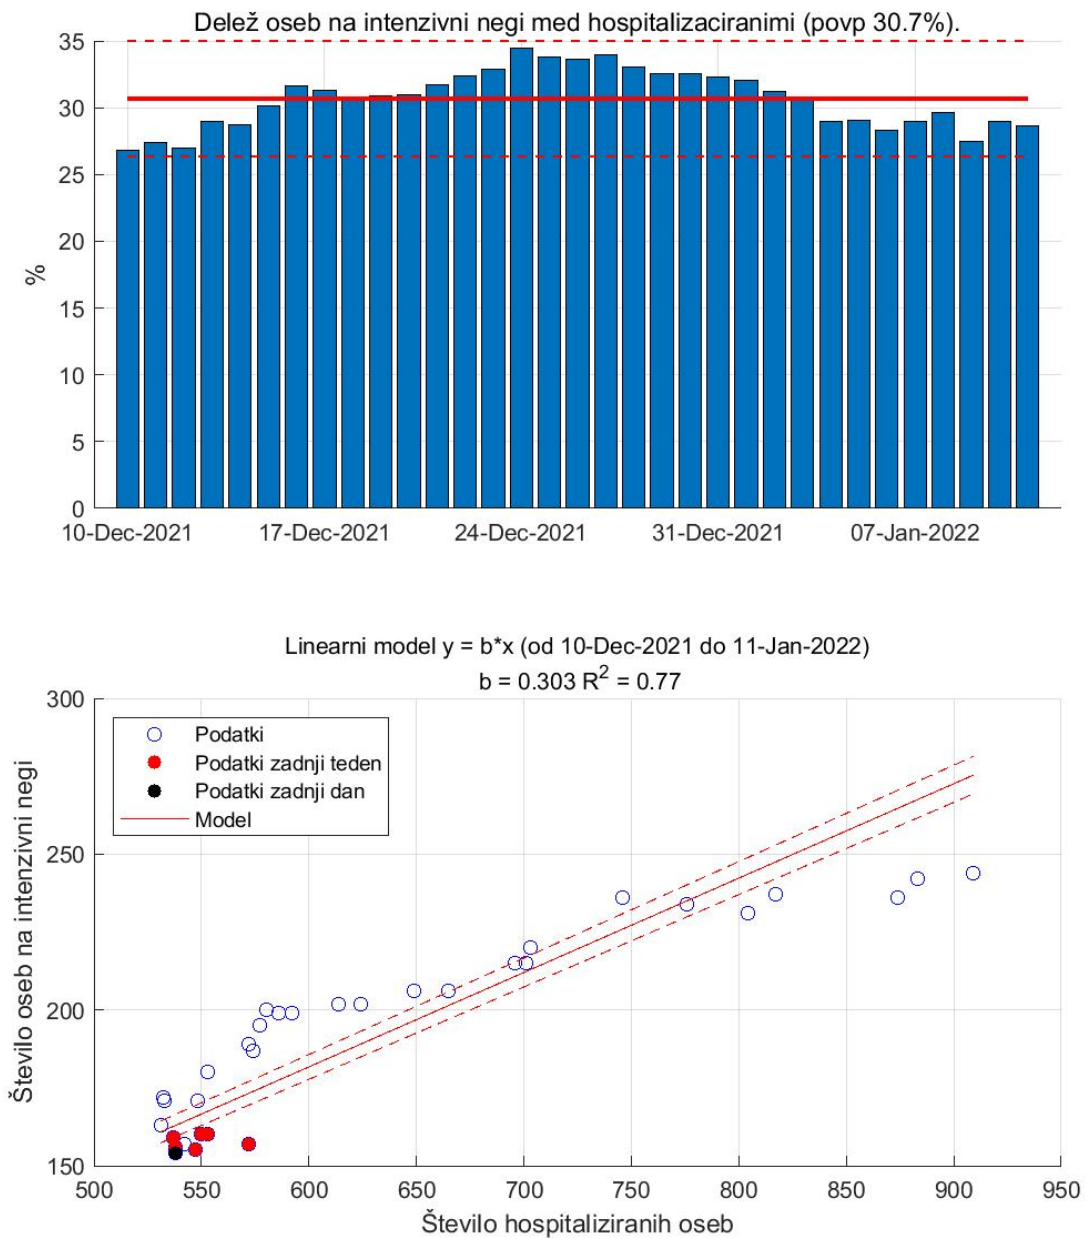 Delež oseb na intenzivni negi med hospitalizaciranimi (povp 30.7%).
35
30
25
20
15
10
5
0
%
10-Dec-2021 17-Dec-2021 24-Dec-2021 31-Dec-2021 07-Jan-2022
Linearni model y = b*x (od 10-Dec-2021 do 11-Jan-2022)
b = 0.303 R² = 0.77
300
250
200
150
Število oseb na intenzivni negi
Podatki
Podatki zadnji teden
Podatki zadnji dan
Model
500 550 600 650 700 750 800 850 900 950
Število hospitaliziranih oseb